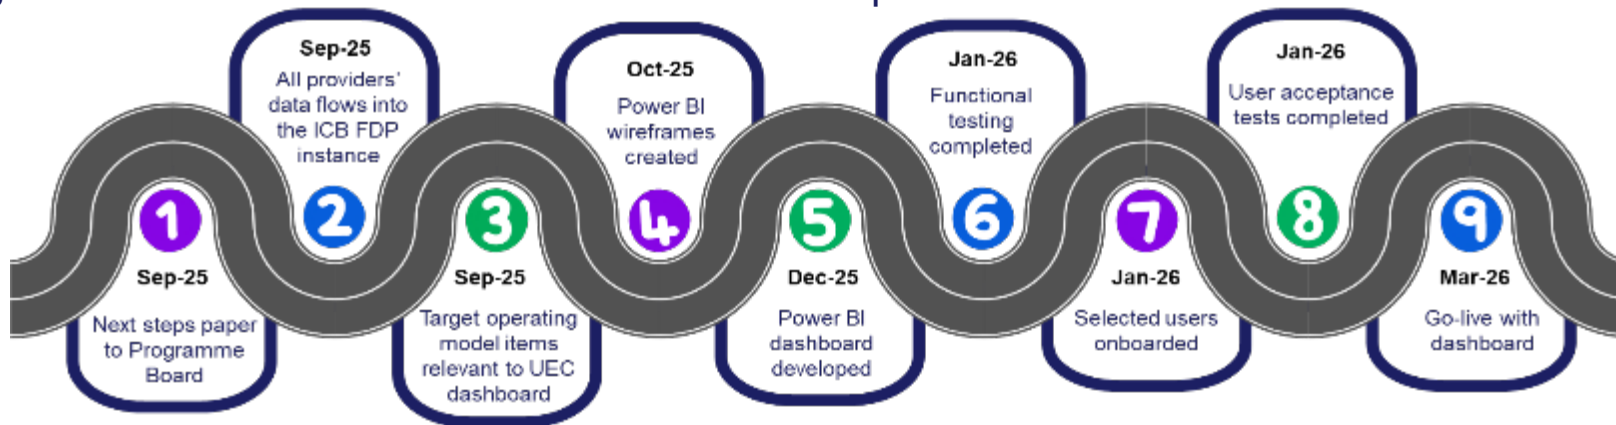 1
Sep-25
Next steps paper
to Programme
Board
Sep-25
All providers'
data flows into
the ICB FDP
instance
2
3
Sep-25
Target operating
model items
relevant to UEC
dashboard
Oct-25
Power BI
wireframes
created
4
5
Dec-25
Power BI
dashboard
developed
Jan-26
Functional
testing
completed
6
7
Jan-26
Selected users
onboarded
Jan-26
User acceptance
tests completed
8
9
Mar-26
Go-live with
dashboard